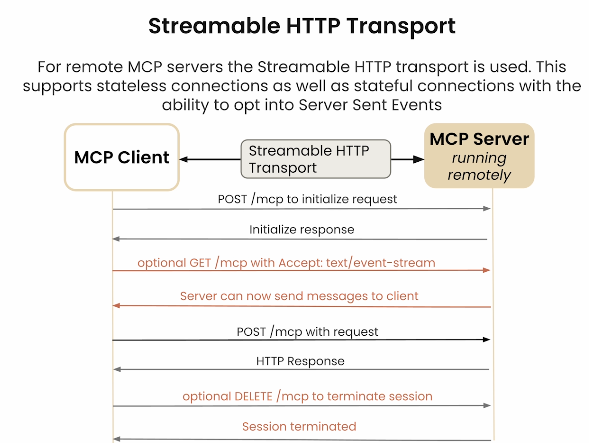 Streamable HTTP Transport
For remote MCP servers the Streamable HTTP transport is used. This
supports stateless connections as well as stateful connections with the
ability to opt into Server Sent Events
MCP Client
Streamable HTTP
Transport
MCP Server
running
remotely
POST /mcp to initialize request
Initialize response
optional GET /mcp with Accept: text/event-stream
Server can now send messages to client
POST /mcp with request
HTTP Response
optional DELETE /mcp to terminate session
Session terminated